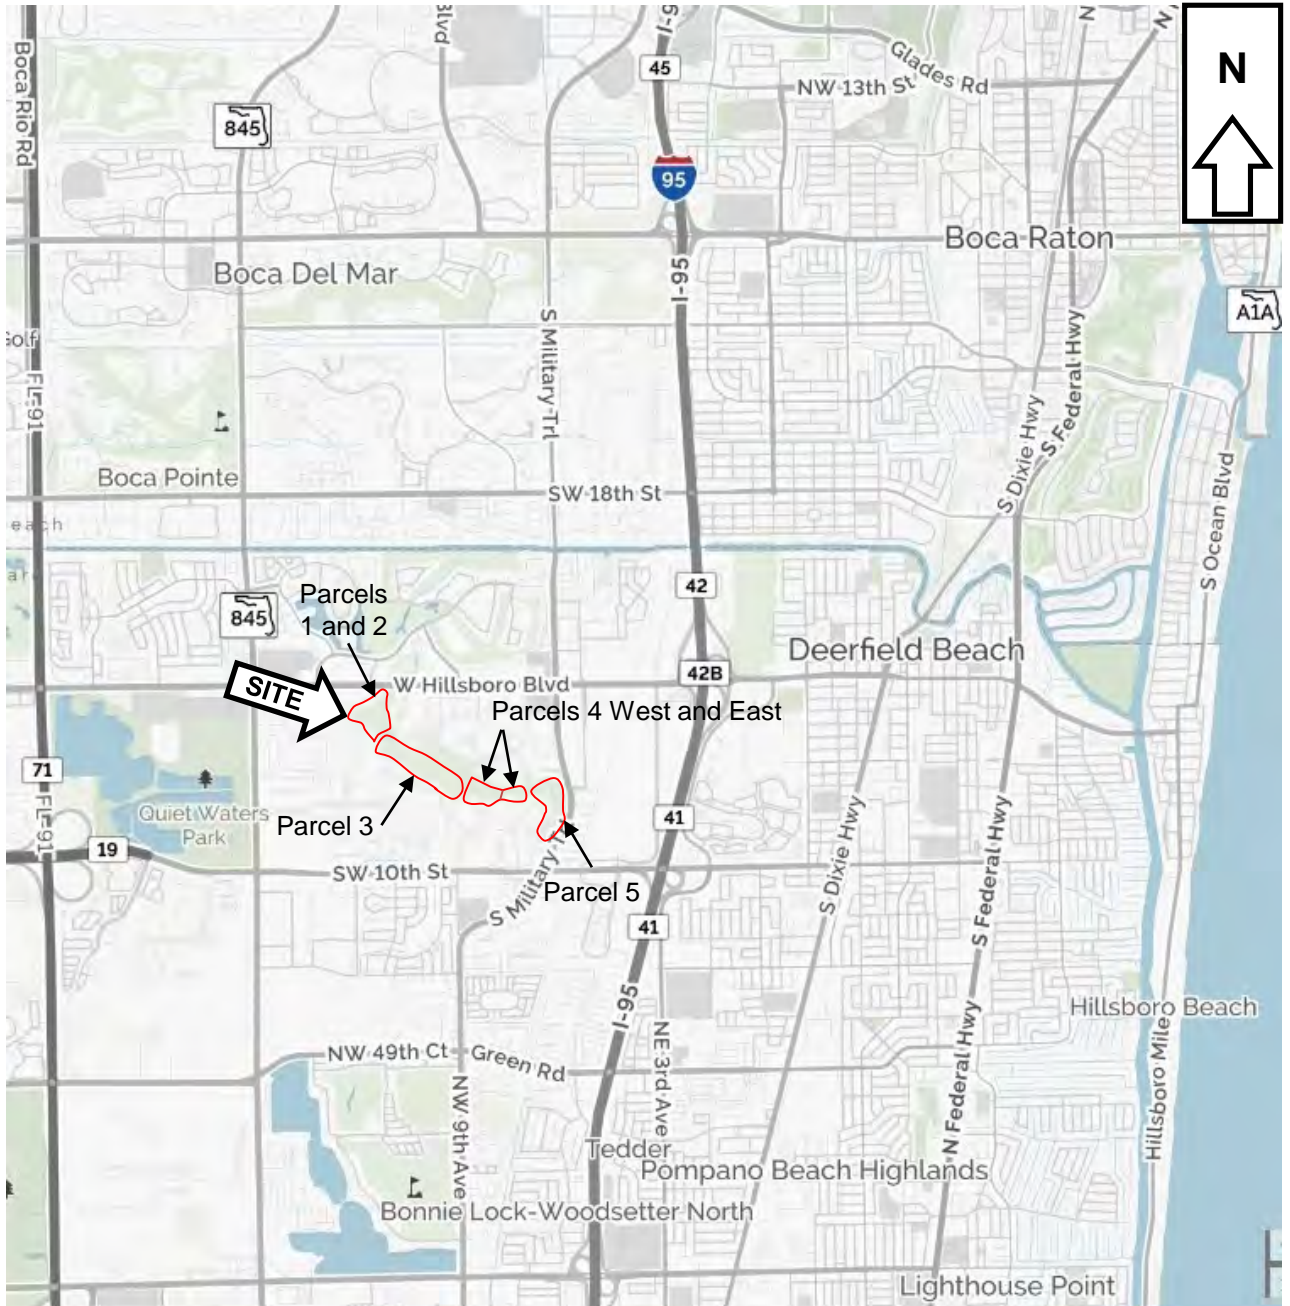 N
Blvd
I-9
Glades Rd
45
NW 13th St
N
N
Boca Rio Rd
845
95
Boca Raton
Boca Del Mar
I-95
A1A
Golf
FL-91
S Military Trl
S Federal Hwy
S Dixie Hwy
Boca Pointe
SW 18th St
each
S Ocean Blvd
ar
42
Parcels
1 and 2
845
Deerfield Beach
42B
SITE
W Hillsboro Blvd
Parcels 4 West and East
71
FL-91
Quiet Waters
Park
Parcel 3
41
19
SW 10th St
S Military T
Parcel 5
S Dixie Hwy
S Federal Hwy
41
I-95
Hillsboro Beach
NW 49th Ct
Green Rd
NE 3rd Ave
N Federal Hwy
Hillsboro Mile
NW 9th Ave
Tedder
Pompano Beach Highlands
Bonnie Lock-Woodsetter North
Lighthouse Point